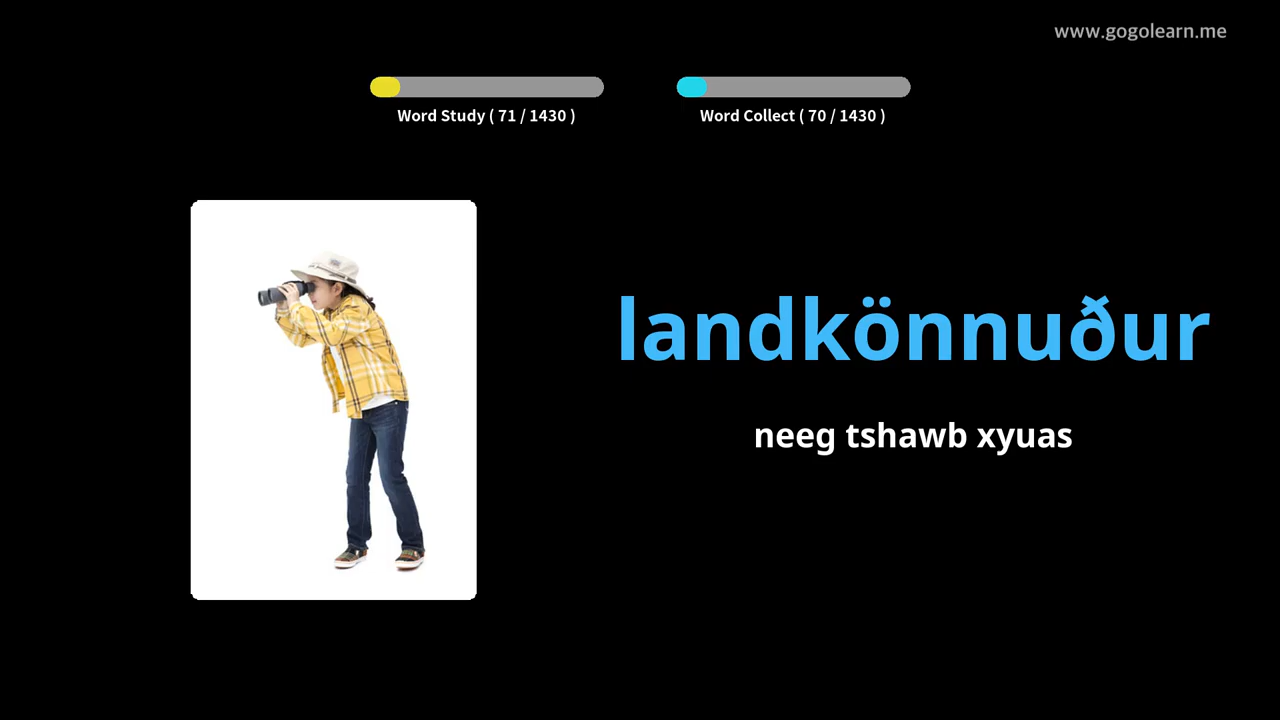 www.gogolearn.me
Word Study ( 71 / 1430 )
Word Collect ( 70 / 1430 )
landkönnuður
neeg tshawb xyuas